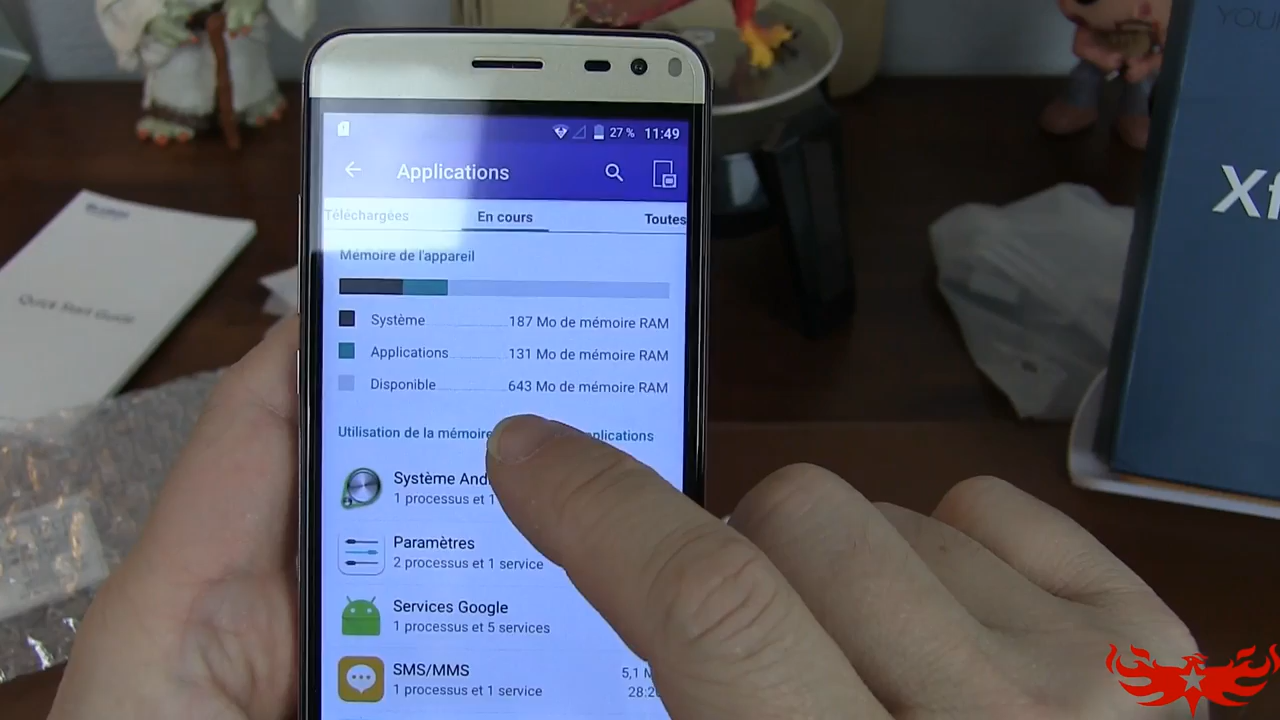 27 % 11:49
Applications
Téléchargées En cours Toutes
Mémoire de l'appareil
Système 187 Mo de mémoire RAM
Applications 131 Mo de mémoire RAM
Disponible 643 Mo de mémoire RAM
Utilisation de la mémoire
Système
1 processus et 1
Paramètres
2 processus et 1 service
Services Google
1 processus et 5 services
SMS/MMS 5,1
1 processus et 1 service
Quick Start Guide
YOU